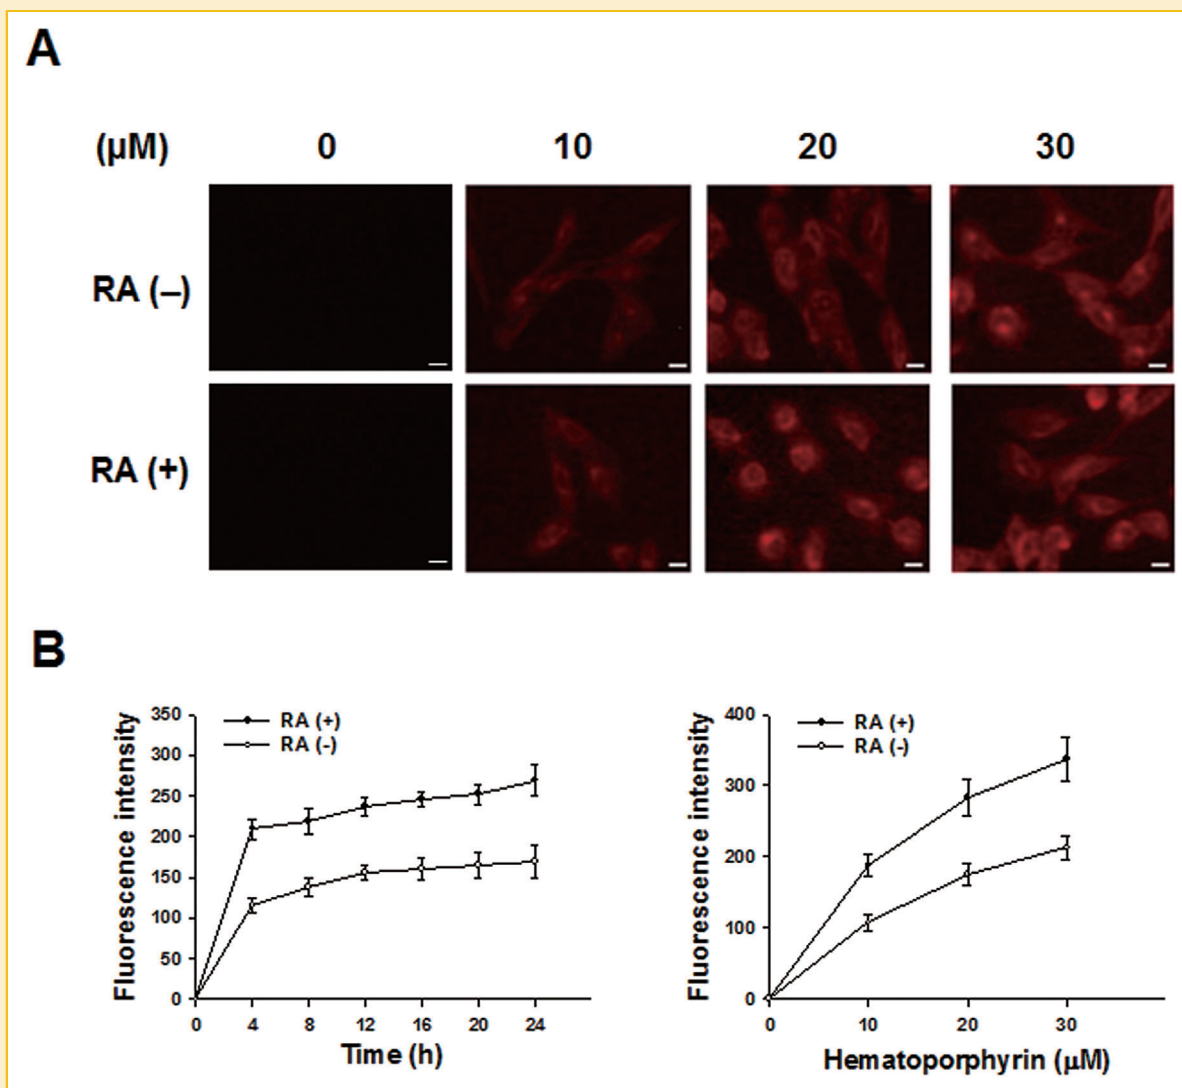 A
(µM) 0 10 20 30
RA (–)
RA (+)
B
Fluorescence intensity
350
300
250
200
150
100
50
0
RA (+)
RA (-)
0 4 8 12 16 20 24
Time (h)
Fluorescence intensity
400
300
200
100
0
RA (+)
RA (-)
0 10 20 30
Hematoporphyrin (µM)